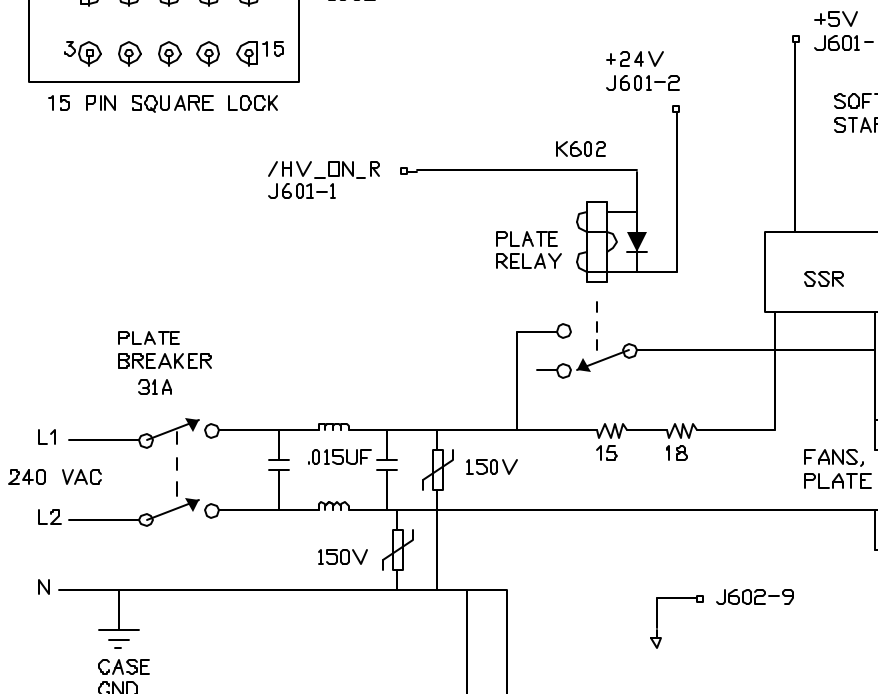 3 15
15 PIN SQUARE LOCK
+5V
J601-
+24V
J601-2
SOFT
K602
/HV_ON_R
J601-1
PLATE
RELAY
SSR
PLATE
BREAKER
31A
L1
.015UF
150V
15
18
240 VAC
FANS,
PLATE
L2
150V
N
J602-9
CASE
GND